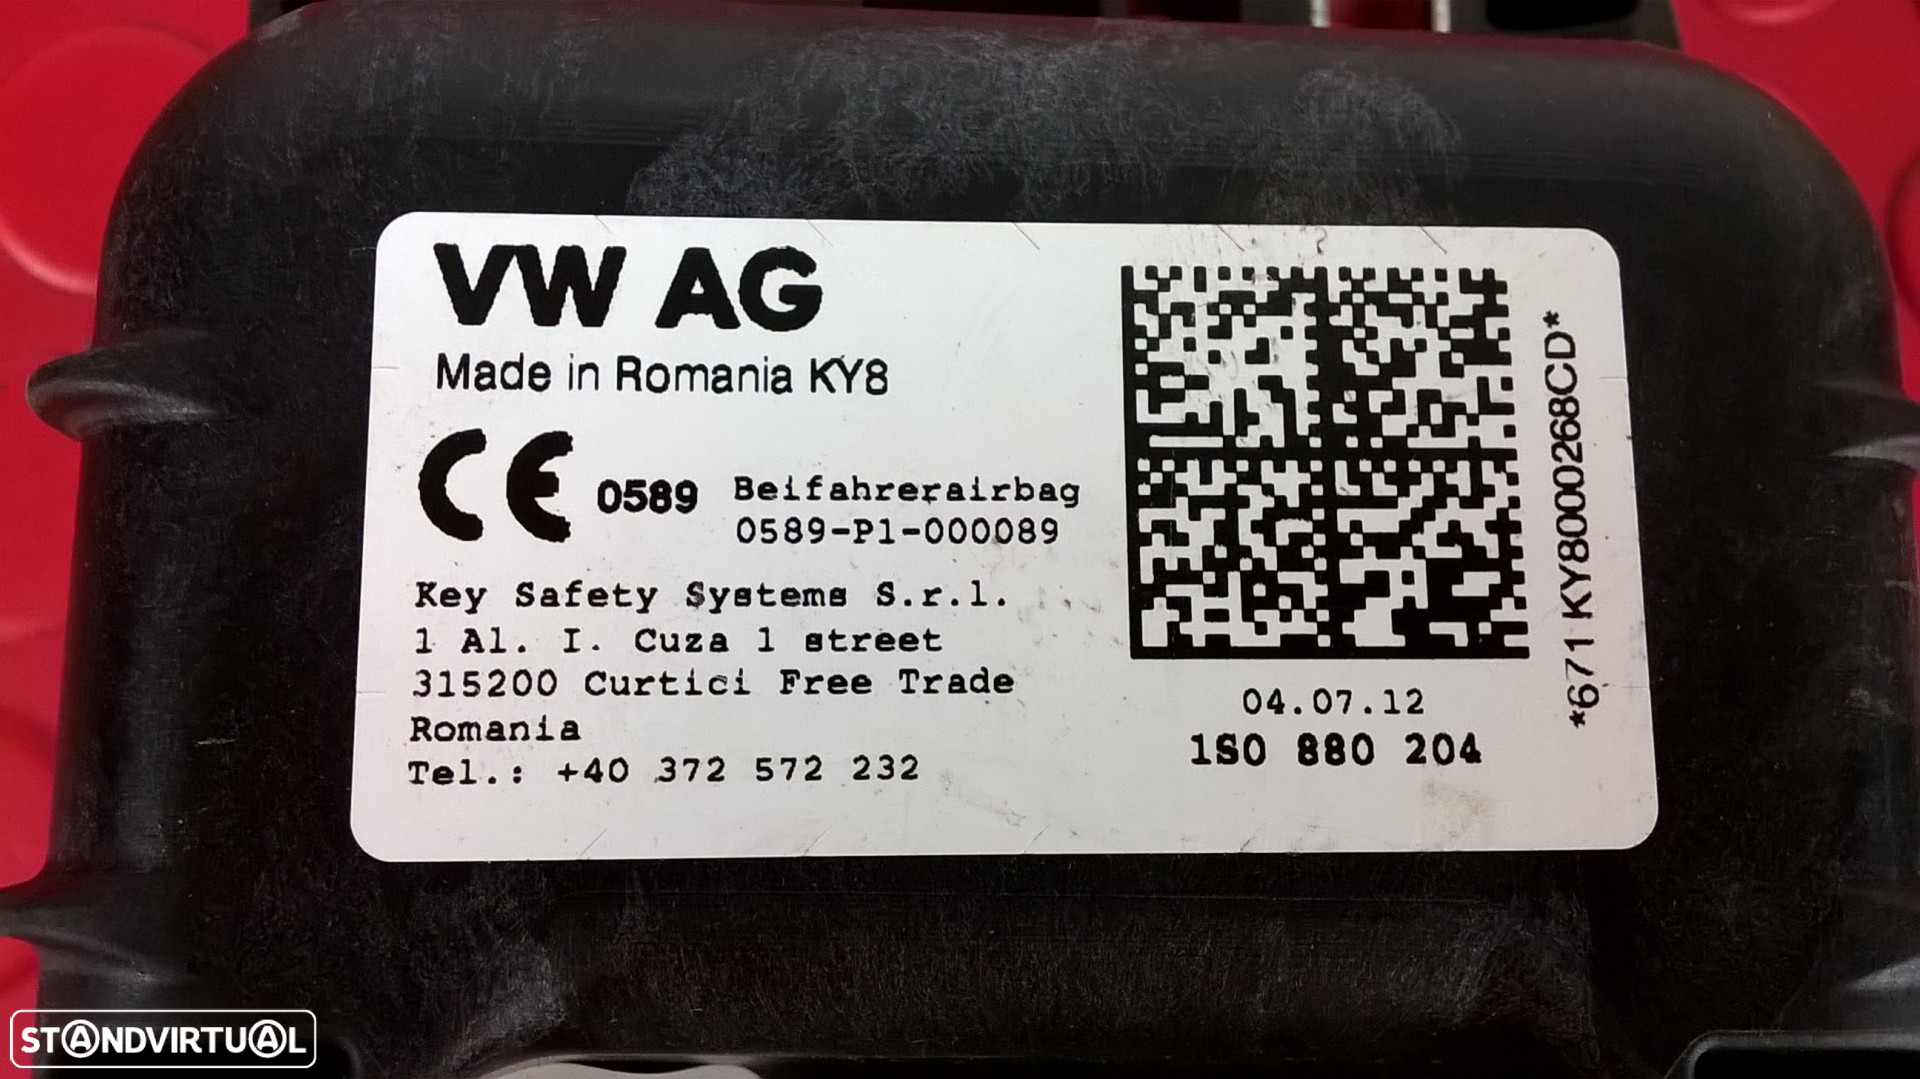 VW AG
Made in Romania KY8
CE 0589
Beifahrerairbag
0589-P1-000089
Key Safety Systems S.r.l.
1 Al. I. Cuza 1 street
315200 Curtici Free Trade
Romania
Tel.: +40 372 572 232
04.07.12
1S0 880 204
*671 KY8000268CD*
STANDVIRTUAL